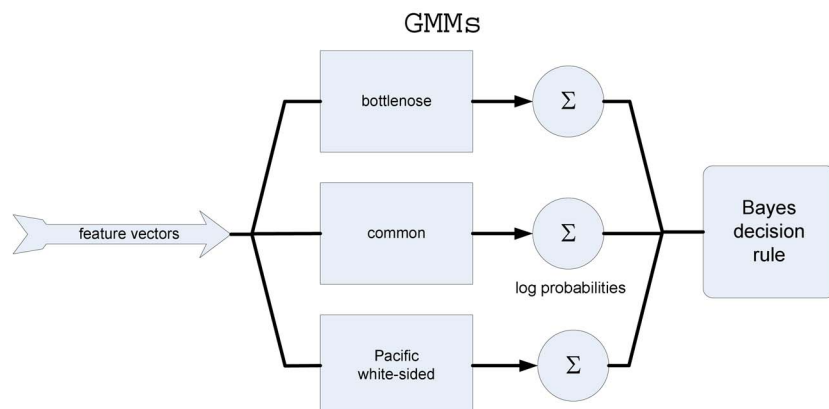 GMMs
bottlenose
Σ
feature vectors
common
Σ
log probabilities
Pacific
white-sided
Σ
Bayes
decision
rule